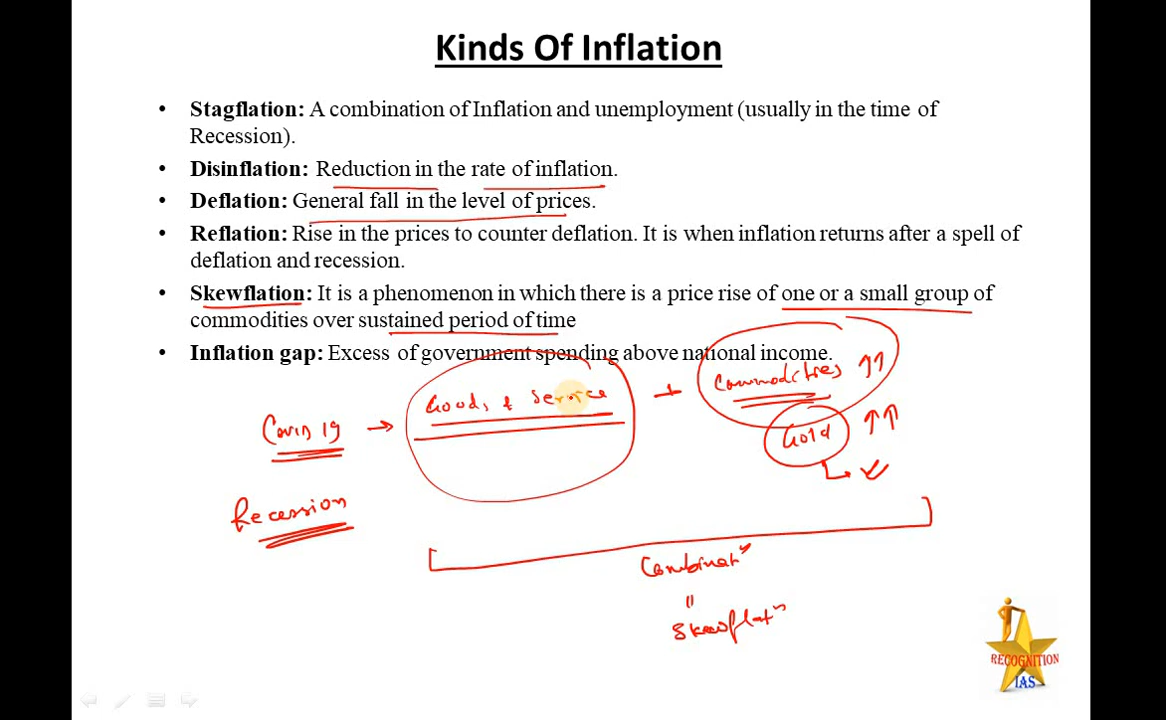 Kinds Of Inflation
• Stagflation: A combination of Inflation and unemployment (usually in the time of
Recession).
• Disinflation: Reduction in the rate of inflation.
• Deflation: General fall in the level of prices.
• Reflation: Rise in the prices to counter deflation. It is when inflation returns after a spell of
deflation and recession.
• Skewflation: It is a phenomenon in which there is a price rise of one or a small group of
commodities over sustained period of time
• Inflation gap: Excess of government spending above national income.
Covid 19 → Goods & Service + Commodities ↑↑
Gold ↑↑
Recession
Combinatn
=
Skewflatn
RECOGNITION
IAS